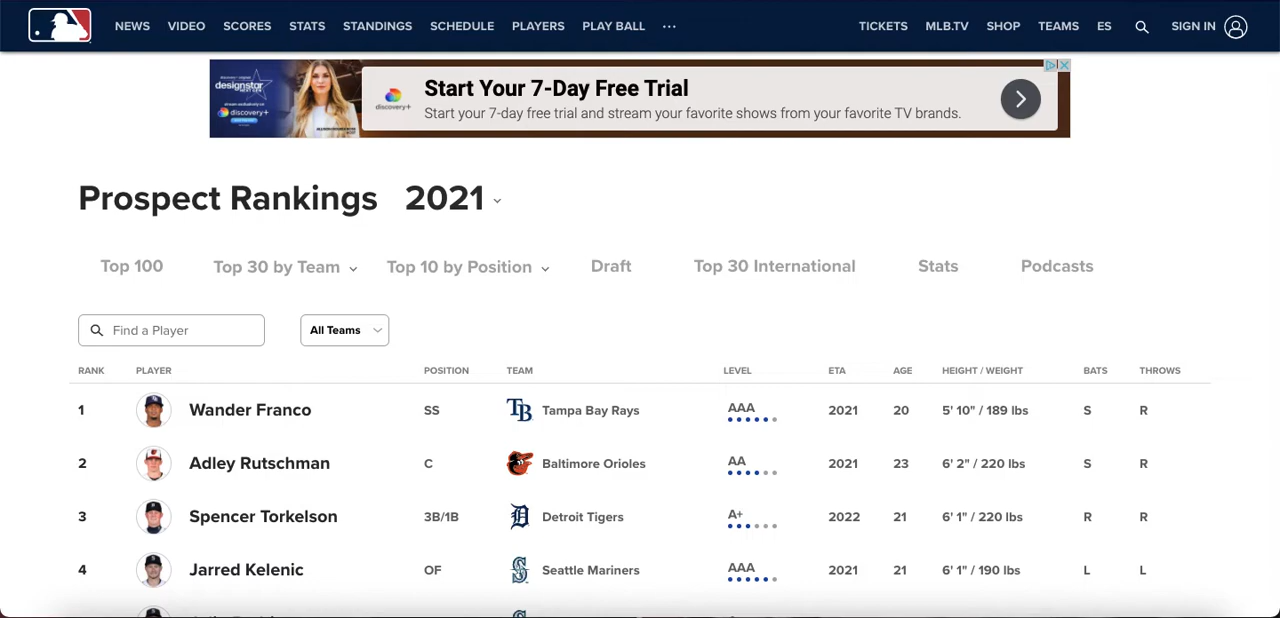 NEWS VIDEO SCORES STATS STANDINGS SCHEDULE PLAYERS PLAY BALL ··· TICKETS MLB.TV SHOP TEAMS ES SIGN IN
designstar
discovery+
discovery+
Start Your 7-Day Free Trial
Start your 7-day free trial and stream your favorite shows from your favorite TV brands.
Prospect Rankings 2021
Top 100 Top 30 by Team Top 10 by Position Draft Top 30 International Stats Podcasts
Find a Player All Teams
RANK PLAYER POSITION TEAM LEVEL ETA AGE HEIGHT / WEIGHT BATS THROWS
1 Wander Franco SS TB Tampa Bay Rays AAA 2021 20 5' 10" / 189 lbs S R
2 Adley Rutschman C Baltimore Orioles AA 2021 23 6' 2" / 220 lbs S R
3 Spencer Torkelson 3B/1B D Detroit Tigers A+ 2022 21 6' 1" / 220 lbs R R
4 Jarred Kelenic OF S Seattle Mariners AAA 2021 21 6' 1" / 190 lbs L L